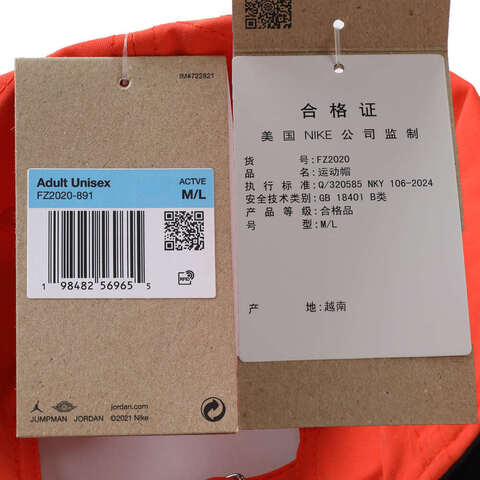 IM4722821
Adult Unisex
FZ2020-891
ACTVE
M/L
1 98482 56965 5
RFID
JUMPMAN JORDAN
jordan.com
©2021 Nike
合格证
美国 NIKE 公司监制
货号:FZ2020
品名:运动帽
执行标准:Q/320585 NKY 106-2024
安全技术类别:GB 18401 B类
产品等级:合格品
号型:M/L
产地:越南